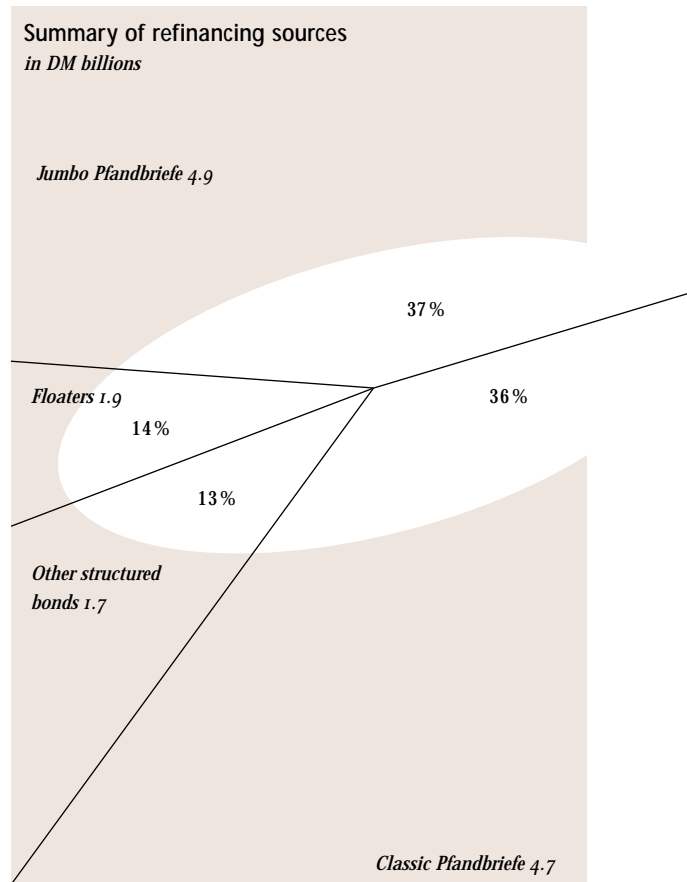 Summary of refinancing sources
in DM billions
Jumbo Pfandbriefe 4.9
37%
Floaters 1.9
36%
14%
13%
Other structured
bonds 1.7
Classic Pfandbriefe 4.7